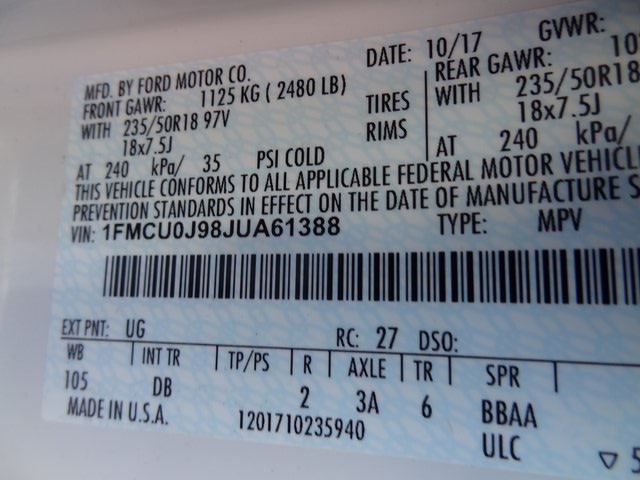 DATE: 10/17 GVWR:
MFD. BY FORD MOTOR CO.
FRONT GAWR: 1125 KG ( 2480 LB) REAR GAWR: 10
WITH 235/50R18 97V TIRES WITH 235/50R18
18x7.5J RIMS 18x7.5J
AT 240 kPa/ 35 PSI COLD AT 240 kPa/
THIS VEHICLE CONFORMS TO ALL APPLICABLE FEDERAL MOTOR VEHICLE
PREVENTION STANDARDS IN EFFECT ON THE DATE OF MANUFACTURE S
VIN: 1FMCU0J98JUA61388 TYPE: MPV
EXT PNT: UG RC: 27 DSO:
WB INT TR TP/PS R AXLE TR SPR
105 DB 2 3A 6 BBAA
MADE IN U.S.A. 1201710235940 ULC
5